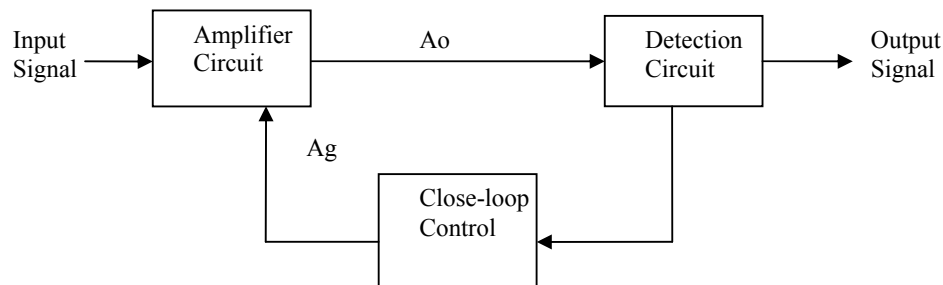 Input
Signal
Amplifier
Circuit
Ao
Detection
Circuit
Output
Signal
Ag
Close-loop
Control